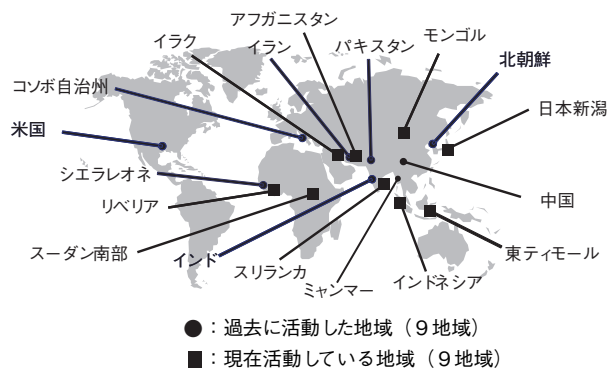 アフガニスタン
イラク
イラン
パキスタン
モンゴル
北朝鮮
コソボ自治州
日本新潟
米国
シエラレオネ
リベリア
中国
スーダン南部
インド
スリランカ
ミャンマー
インドネシア
東ティモール
●：過去に活動した地域（９地域）
■：現在活動している地域（９地域）